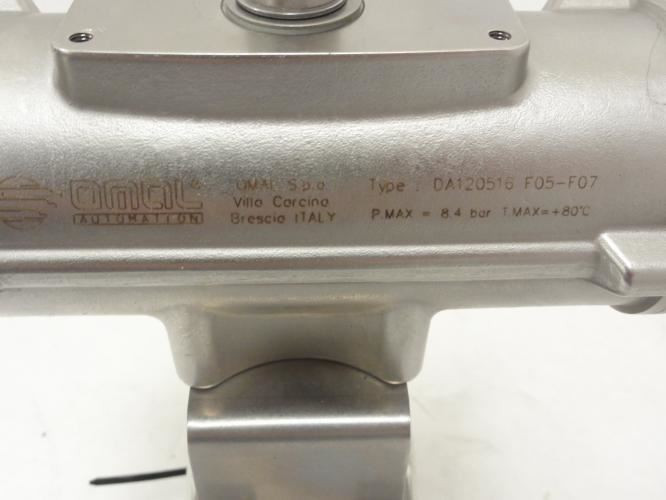 OMAL®
AUTOMATION
OMAL S.p.a.
Villa Carcina
Brescia ITALY
Type : DA120516 F05-F07
P.MAX = 8.4 bar T.MAX=+80°C